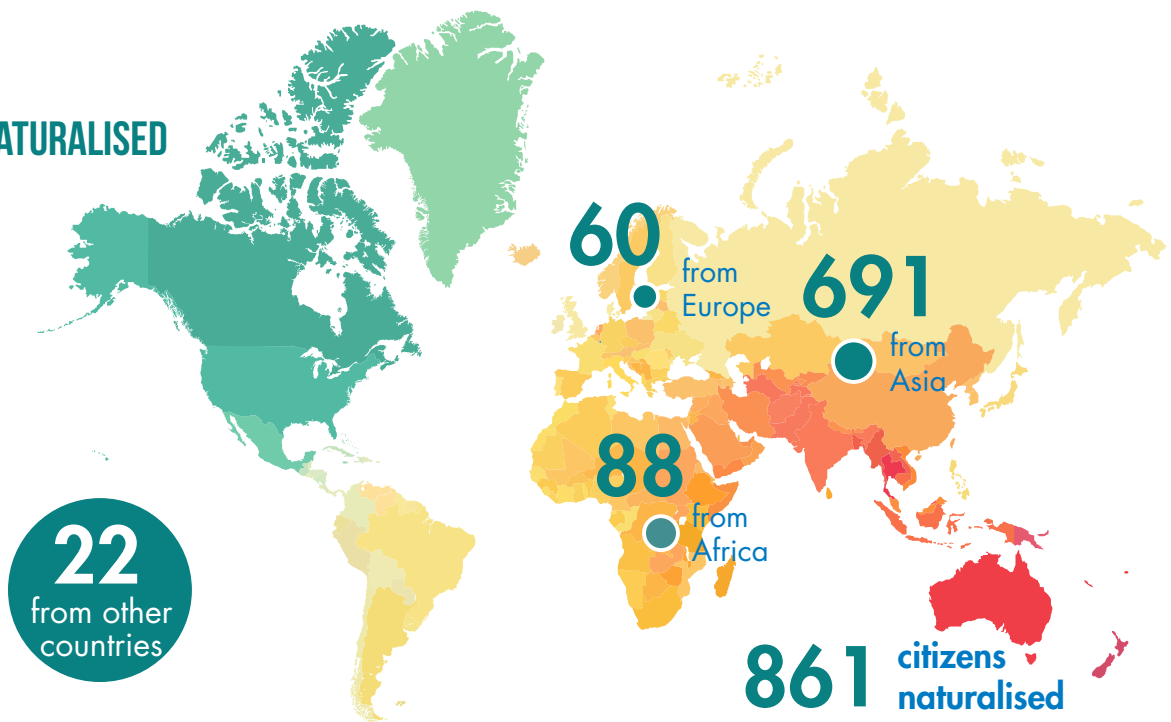 ATURALISED
60
from
Europe
691
from
Asia
88
from
Africa
22
from other
countries
861 citizens
naturalised